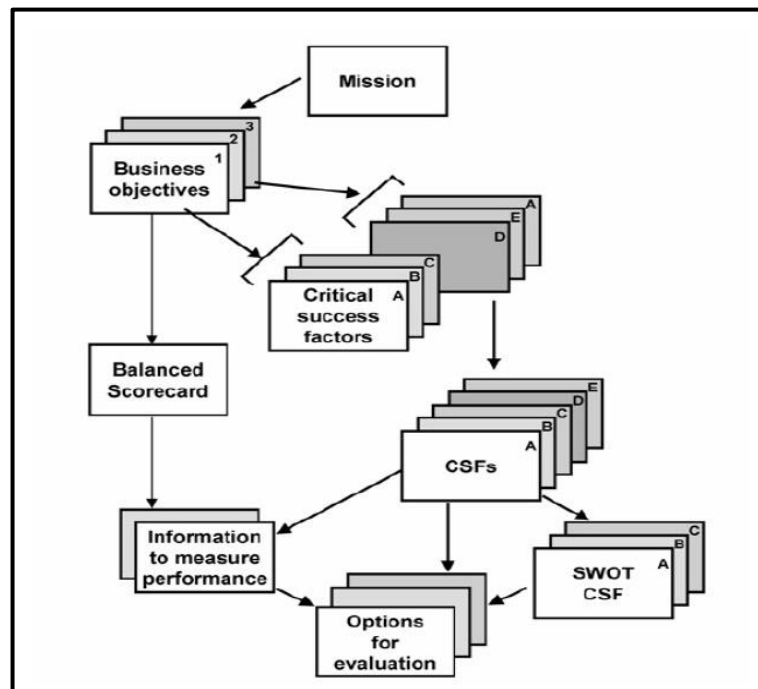 Mission
3
2
1
Business
objectives
A
E
D
C
B
A
Critical
success
factors
Balanced
Scorecard
E
D
C
B
A
CSFs
Information
to measure
performance
C
B
A
SWOT
CSF
Options
for
evaluation